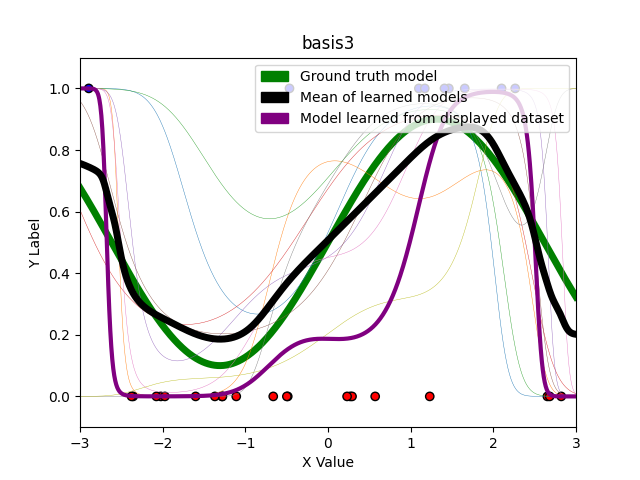 basis3
Ground truth model
Mean of learned models
Model learned from displayed dataset
Y Label
1.0
0.8
0.6
0.4
0.2
0.0
−3
−2
−1
0
1
2
3
X Value